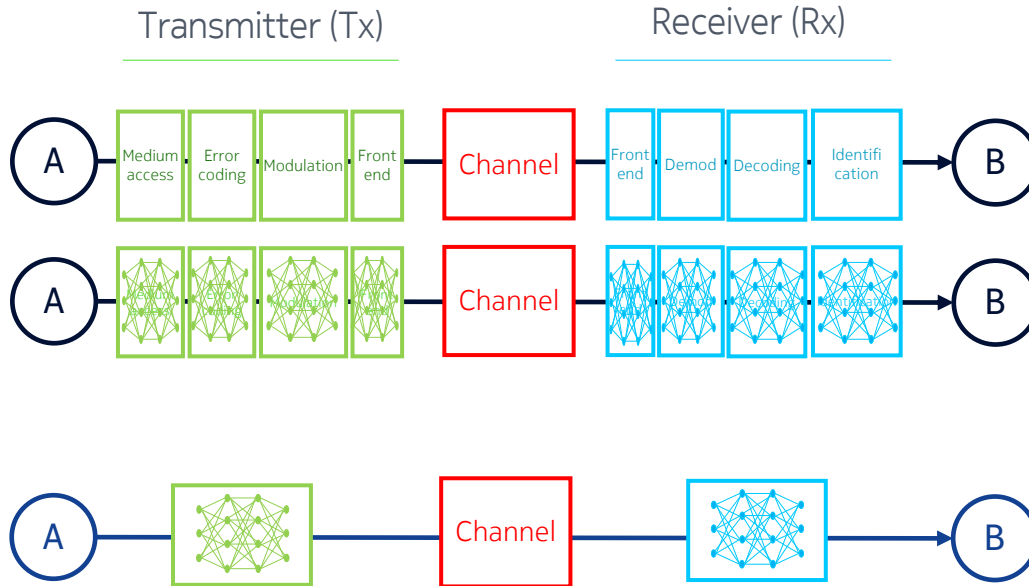 Transmitter (Tx)
Receiver (Rx)
A
Medium
access
Error
coding
Modulation
Front
end
Channel
Front
end
Demod
Decoding
Identifi
cation
B
A
Channel
B
A
Channel
B